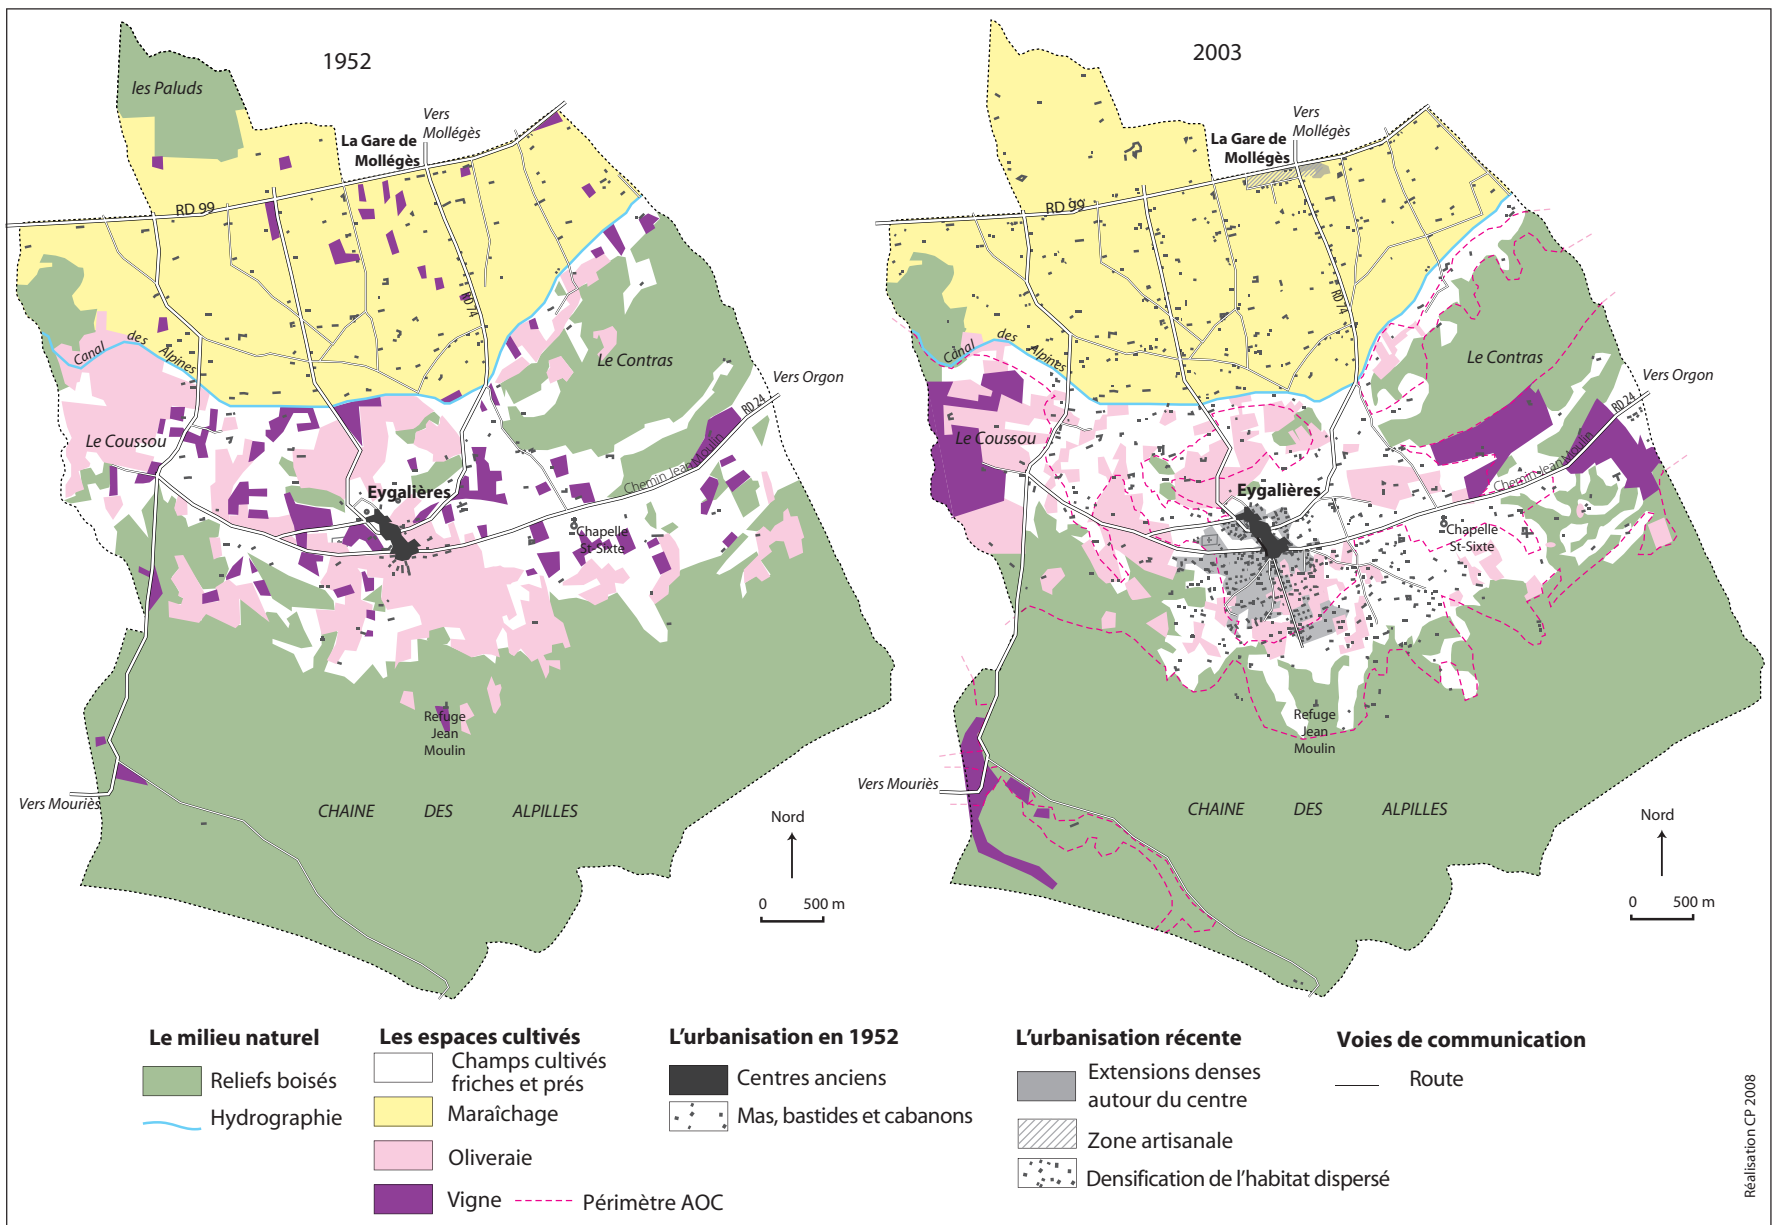 1952
les Paluds
Vers
Mollégès
La Gare de
Mollégès
RD 99
RD 74
Canal
des
Alpines
Le Contras
Vers Orgon
RD 24
Le Coussou
Chemin Jean Moulin
Eygalières
Chapelle
St-Sixte
Refuge
Jean
Moulin
Vers Mouriès
CHAINE DES ALPILLES
Nord
0 500 m
2003
Vers
Mollégès
La Gare de
Mollégès
RD 99
RD 74
Canal
des
Alpines
Le Contras
Vers Orgon
RD 24
Le Coussou
Chemin Jean Moulin
Eygalières
Chapelle
St-Sixte
Refuge
Jean
Moulin
Vers Mouriès
CHAINE DES ALPILLES
Nord
0 500 m
Le milieu naturel
Reliefs boisés
Hydrographie
Les espaces cultivés
Champs cultivés
friches et prés
Maraîchage
Oliveraie
Vigne
Périmètre AOC
L'urbanisation en 1952
Centres anciens
Mas, bastides et cabanons
L'urbanisation récente
Extensions denses
autour du centre
Zone artisanale
Densification de l'habitat dispersé
Voies de communication
Route
Réalisation CP 2008